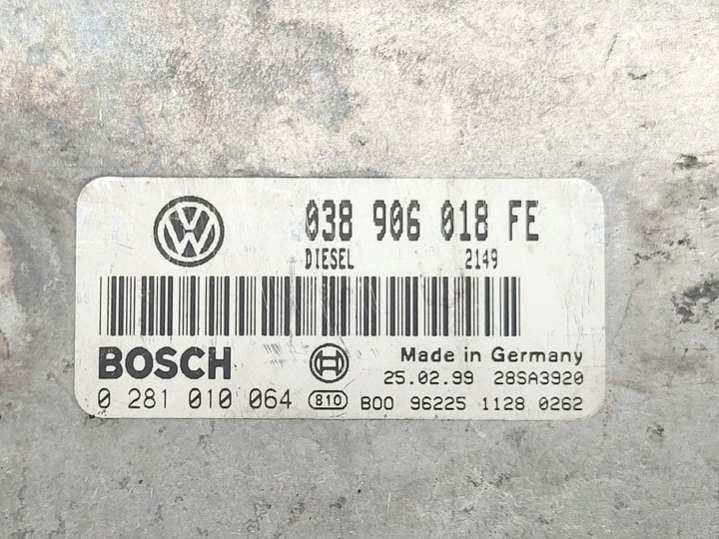 038 906 018 FE
DIESEL 2149
BOSCH
Made in Germany
25.02.99 28SA3920
0 281 010 064 810 B00 96225 1128 0262